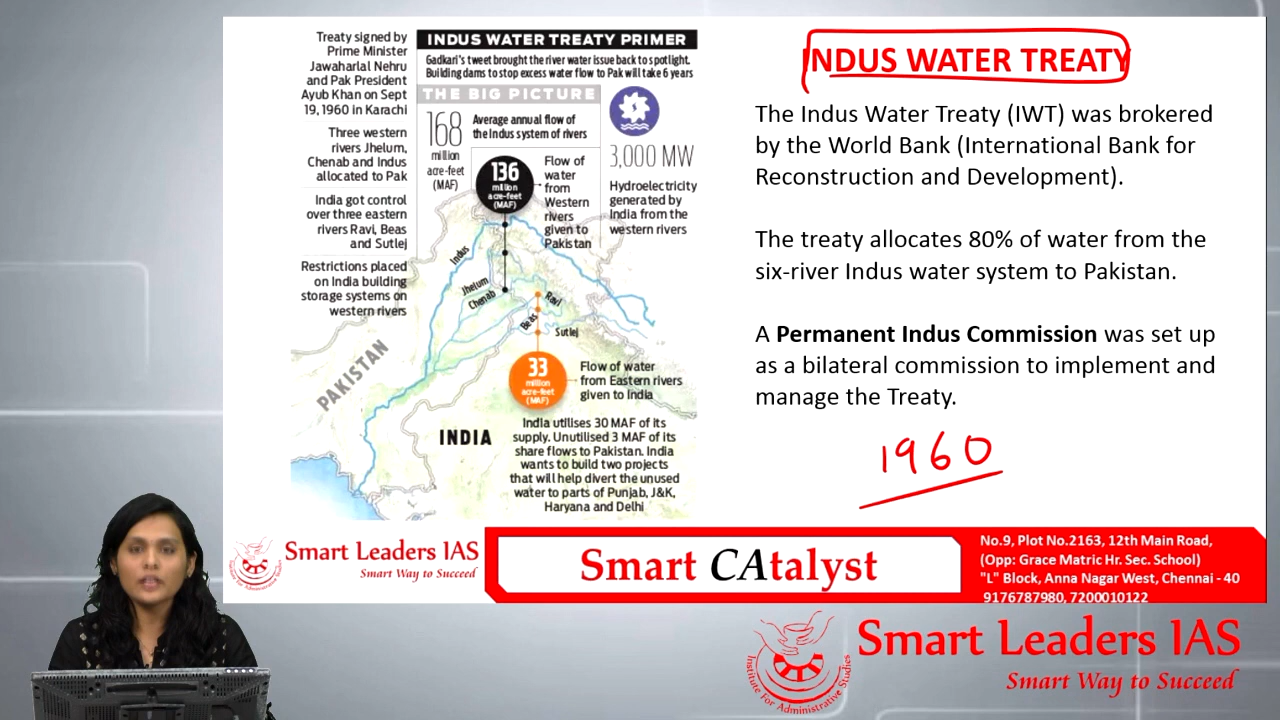 Treaty signed by
Prime Minister
Jawaharlal Nehru
and Pak President
Ayub Khan on Sept
19, 1960 in Karachi
Three western
rivers Jhelum,
Chenab and Indus
allocated to Pak
India got control
over three eastern
rivers Ravi, Beas
and Sutlej
Restrictions placed
on India building
storage systems on
western rivers
INDUS WATER TREATY PRIMER
Gadkari's tweet brought the river water issue back to spotlight.
Building dams to stop excess water flow to Pak will take 6 years
THE BIG PICTURE
168
million
acre-feet
(MAF)
Average annual flow of
the Indus system of rivers
136
million
acre-feet
(MAF)
Flow of
water
from
Western
rivers
given to
Pakistan
3,000 MW
Hydroelectricity
generated by
India from the
western rivers
Indus
Jhelum
Chenab
Ravi
Beas
Sutlej
PAKISTAN
INDIA
33
million
acre-feet
(MAF)
Flow of water
from Eastern rivers
given to India
India utilises 30 MAF of its
supply. Unutilised 3 MAF of its
share flows to Pakistan. India
wants to build two projects
that will help divert the unused
water to parts of Punjab, J&K,
Haryana and Delhi
INDUS WATER TREATY
The Indus Water Treaty (IWT) was brokered
by the World Bank (International Bank for
Reconstruction and Development).
The treaty allocates 80% of water from the
six-river Indus water system to Pakistan.
A Permanent Indus Commission was set up
as a bilateral commission to implement and
manage the Treaty.
1960
Smart Leaders IAS
Smart Way to Succeed
Smart CAtalyst
No.9, Plot No.2163, 12th Main Road,
(Opp: Grace Matric Hr. Sec. School)
"L" Block, Anna Nagar West, Chennai - 40
9176787980, 7200010122
Institute For Administrative Studies
Smart Leaders IAS
Smart Way to Succeed